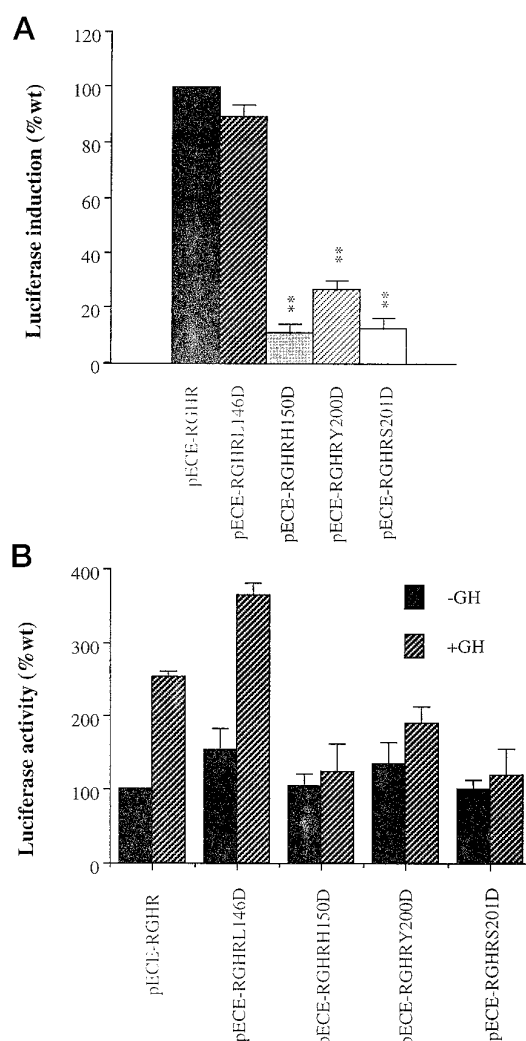 A
Luciferase induction (%wt)
120
100
80
60
40
20
0
**
**
**
pECE-RGHR
pECE-RGHRL146D
pECE-RGHRH150D
pECE-RGHRY200D
pECE-RGHRS201D
B
Luciferase activity (%wt)
400
300
200
100
0
-GH
+GH
pECE-RGHR
pECE-RGHRL146D
pECE-RGHRH150D
pECE-RGHRY200D
pECE-RGHRS201D